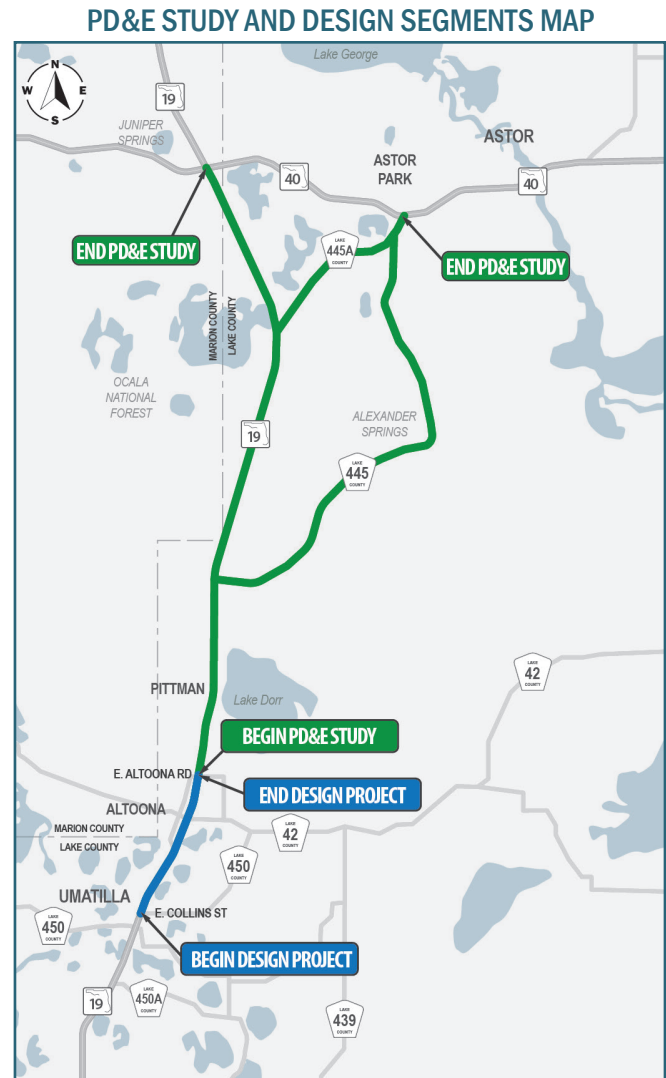 PD&E STUDY AND DESIGN SEGMENTS MAP
Lake George
N
W E
S
19
JUNIPER
SPRINGS
ASTOR
ASTOR
PARK
40
40
END PD&E STUDY
LAKE
445A
COUNTY
END PD&E STUDY
MARION COUNTY
LAKE COUNTY
OCALA
NATIONAL
FOREST
19
ALEXANDER
SPRINGS
LAKE
445
COUNTY
PITTMAN
Lake Dorr
LAKE
42
COUNTY
BEGIN PD&E STUDY
E. ALTOONA RD
END DESIGN PROJECT
ALTOONA
MARION COUNTY
LAKE COUNTY
LAKE
42
COUNTY
LAKE
450
COUNTY
UMATILLA
E. COLLINS ST
LAKE
450
COUNTY
BEGIN DESIGN PROJECT
19
LAKE
450A
COUNTY
LAKE
439
COUNTY